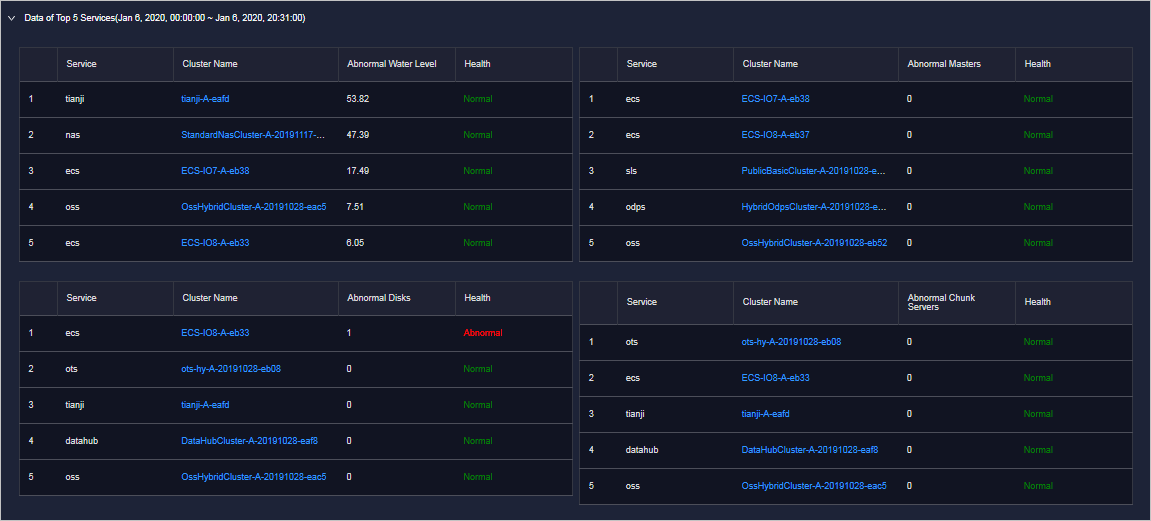 Data of Top 5 Services(Jan 6, 2020, 00:00:00 ~ Jan 6, 2020, 20:31:00)
Service Cluster Name Abnormal Water Level Health
1 tianji tianji-A-eafd 53.82 Normal
2 nas StandardNasCluster-A-20191117-... 47.39 Normal
3 ecs ECS-IO7-A-eb38 17.49 Normal
4 oss OssHybridCluster-A-20191028-eac5 7.51 Normal
5 ecs ECS-IO8-A-eb33 6.05 Normal
Service Cluster Name Abnormal Masters Health
1 ecs ECS-IO7-A-eb38 0 Normal
2 ecs ECS-IO8-A-eb37 0 Normal
3 sls PublicBasicCluster-A-20191028-e... 0 Normal
4 odps HybridOdpsCluster-A-20191028-e... 0 Normal
5 oss OssHybridCluster-A-20191028-eb52 0 Normal
Service Cluster Name Abnormal Disks Health
1 ecs ECS-IO8-A-eb33 1 Abnormal
2 ots ots-hy-A-20191028-eb08 0 Normal
3 tianji tianji-A-eafd 0 Normal
4 datahub DataHubCluster-A-20191028-eaf8 0 Normal
5 oss OssHybridCluster-A-20191028-eac5 0 Normal
Service Cluster Name Abnormal Chunk Servers Health
1 ots ots-hy-A-20191028-eb08 0 Normal
2 ecs ECS-IO8-A-eb33 0 Normal
3 tianji tianji-A-eafd 0 Normal
4 datahub DataHubCluster-A-20191028-eaf8 0 Normal
5 oss OssHybridCluster-A-20191028-eac5 0 Normal